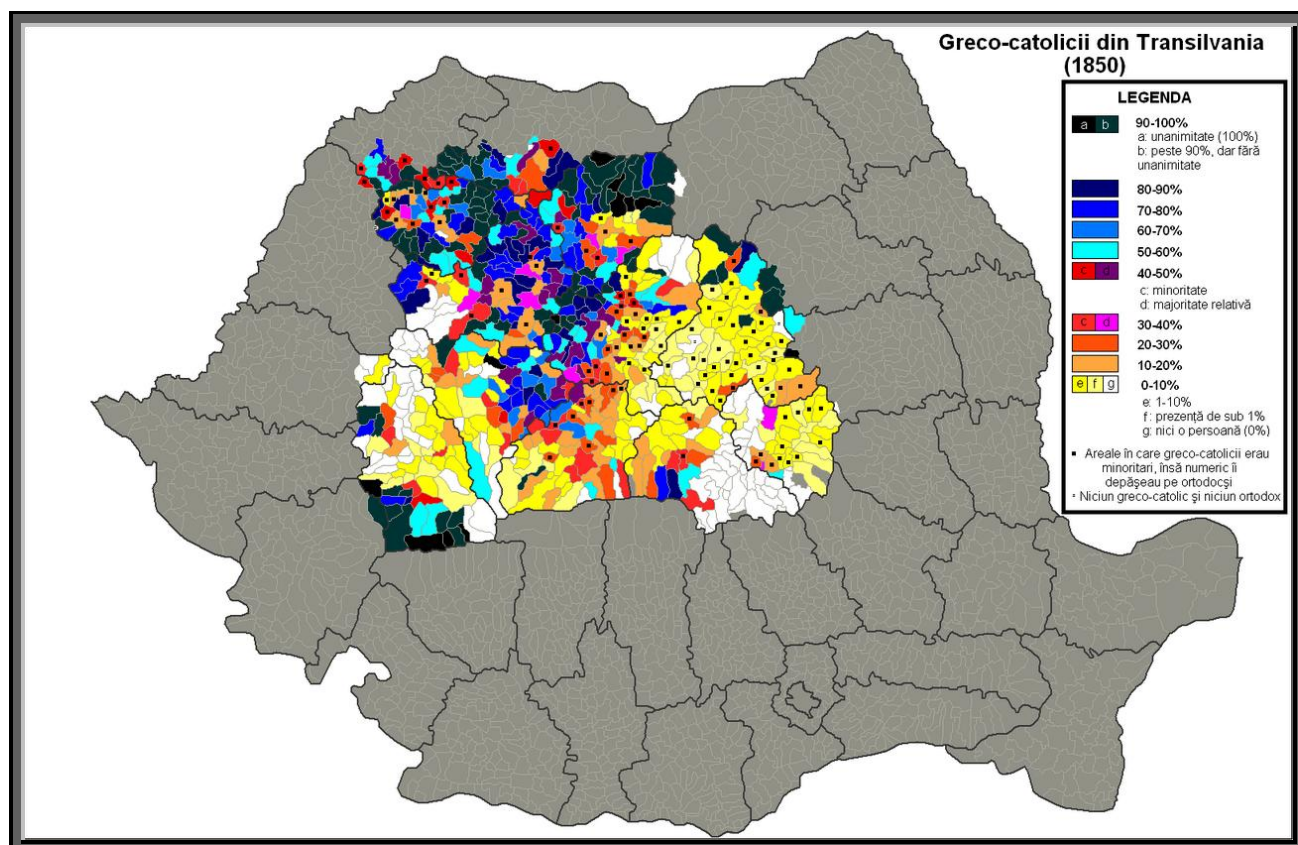 Greco-catolicii din Transilvania
(1850)
LEGENDA
a b 90-100%
a: unanimitate (100%)
b: peste 90%, dar fără
unanimitate
80-90%
70-80%
60-70%
50-60%
c d 40-50%
c: minoritate
d: majoritate relativă
c d 30-40%
20-30%
10-20%
e f g 0-10%
e: 1-10%
f: prezență de sub 1%
g: nici o persoană (0%)
Areale în care greco-catolicii erau
minoritari, însă numeric îi
depășeau pe ortodocși
Niciun greco-catolic și niciun ortodox